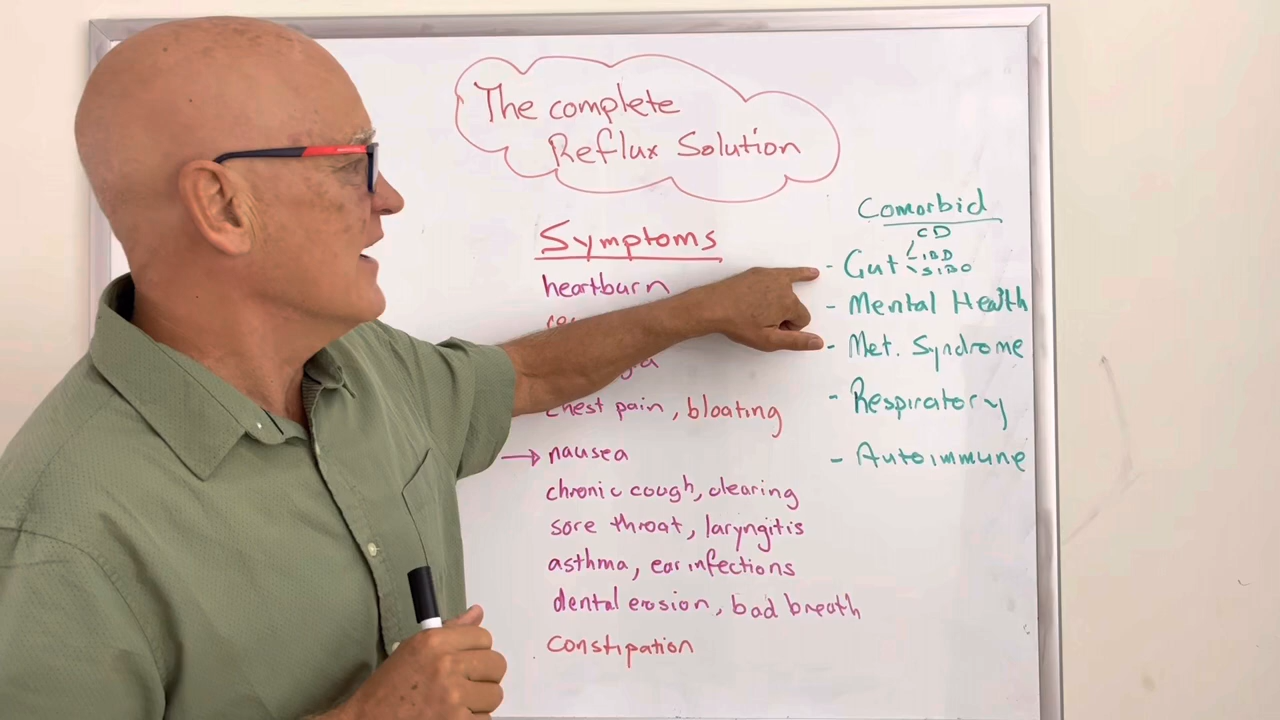 The complete
Reflux Solution
Symptoms
heartburn
chest pain, bloating
→ nausea
chronic cough, clearing
sore throat, laryngitis
asthma, ear infections
dental erosion, bad breath
constipation
Comorbid
CD
- Gut IBD
SIBO
- Mental Health
- Met. Syndrome
- Respiratory
- Autoimmune